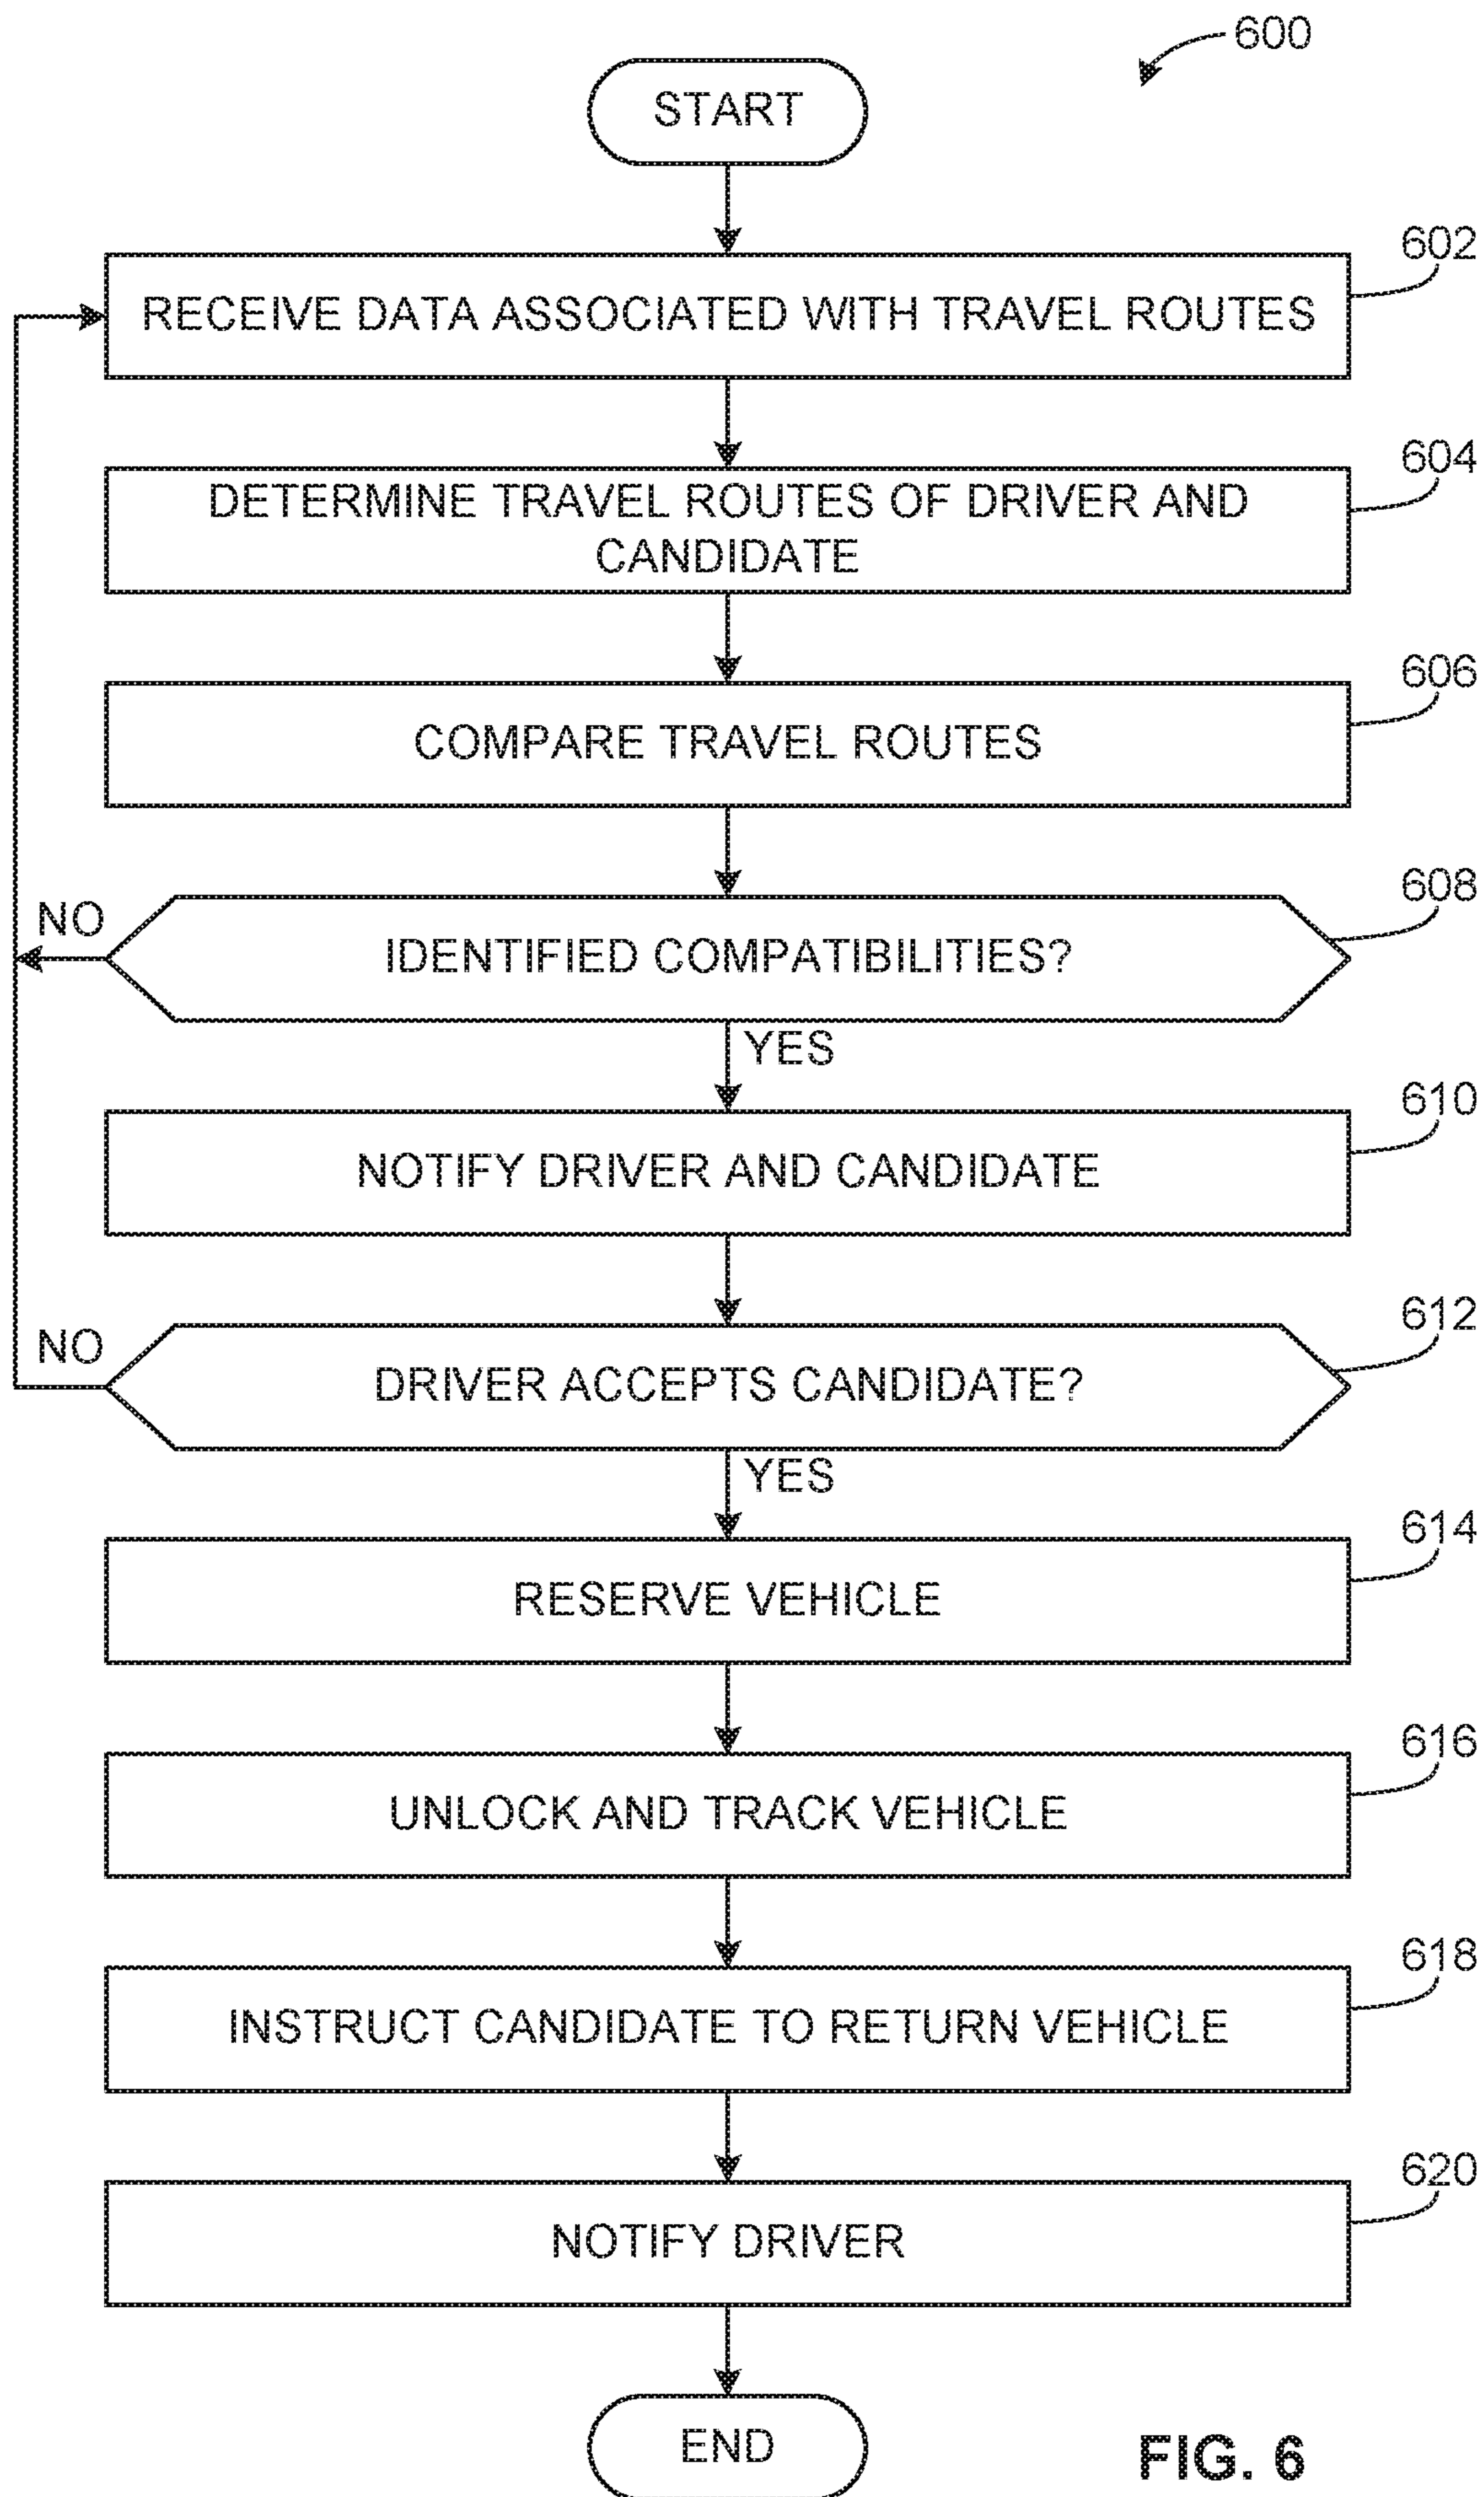 600
START
602
RECEIVE DATA ASSOCIATED WITH TRAVEL ROUTES
604
DETERMINE TRAVEL ROUTES OF DRIVER AND
CANDIDATE
606
COMPARE TRAVEL ROUTES
608
NO
IDENTIFIED COMPATIBILITIES?
YES
610
NOTIFY DRIVER AND CANDIDATE
612
NO
DRIVER ACCEPTS CANDIDATE?
YES
614
RESERVE VEHICLE
616
UNLOCK AND TRACK VEHICLE
618
INSTRUCT CANDIDATE TO RETURN VEHICLE
620
NOTIFY DRIVER
END
FIG. 6